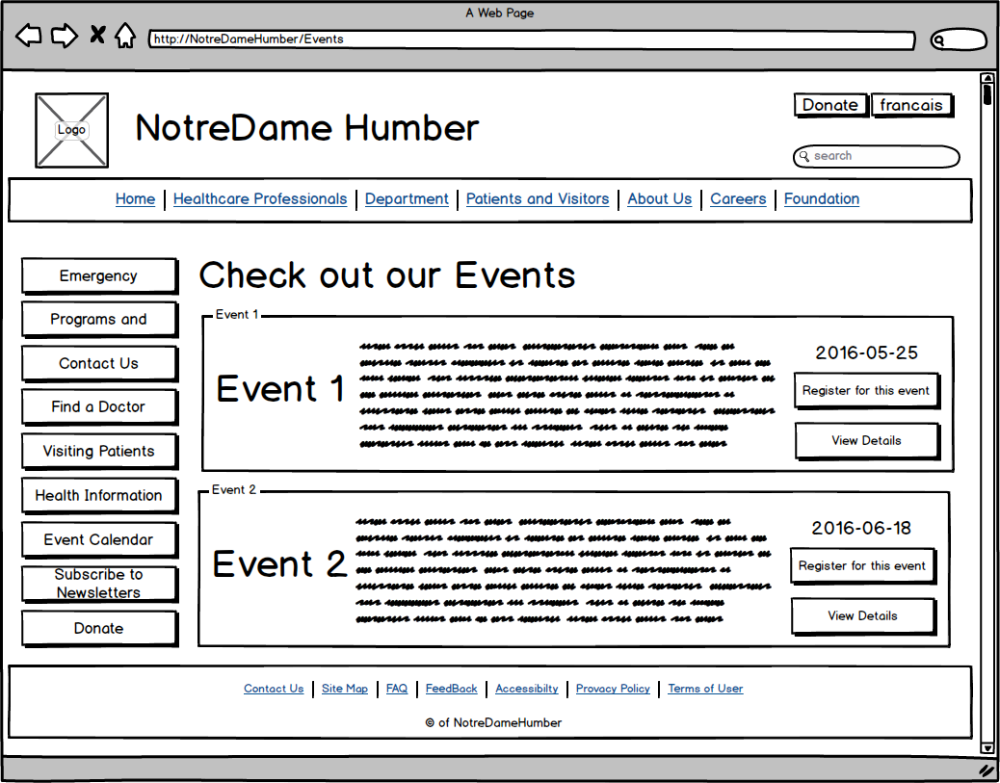 A Web Page
http://NotreDameHumber/Events
Logo
NotreDame Humber
Donate
francais
search
Home | Healthcare Professionals | Department | Patients and Visitors | About Us | Careers | Foundation
Emergency
Programs and
Contact Us
Find a Doctor
Visiting Patients
Health Information
Event Calendar
Subscribe to
Newsletters
Donate
Check out our Events
Event 1
Event 1
2016-05-25
Register for this event
View Details
Event 2
Event 2
2016-06-18
Register for this event
View Details
Contact Us | Site Map | FAQ | FeedBack | Accessibilty | Provacy Policy | Terms of User
© of NotreDameHumber